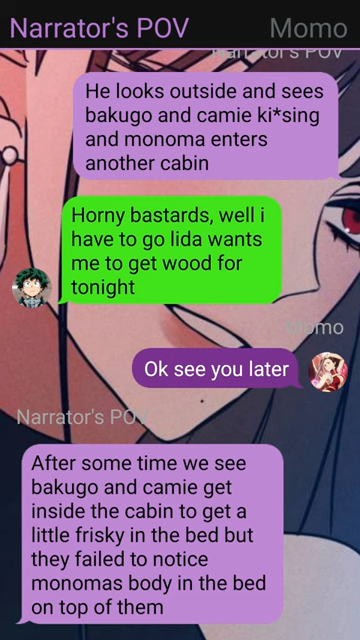 Narrator's POV
Momo
Narrator's POV
He looks outside and sees
bakugo and camie ki*sing
and monoma enters
another cabin
Horny bastards, well i
have to go Iida wants
me to get wood for
tonight
Momo
Ok see you later
Narrator's POV
After some time we see
bakugo and camie get
inside the cabin to get a
little frisky in the bed but
they failed to notice
monomas body in the bed
on top of them